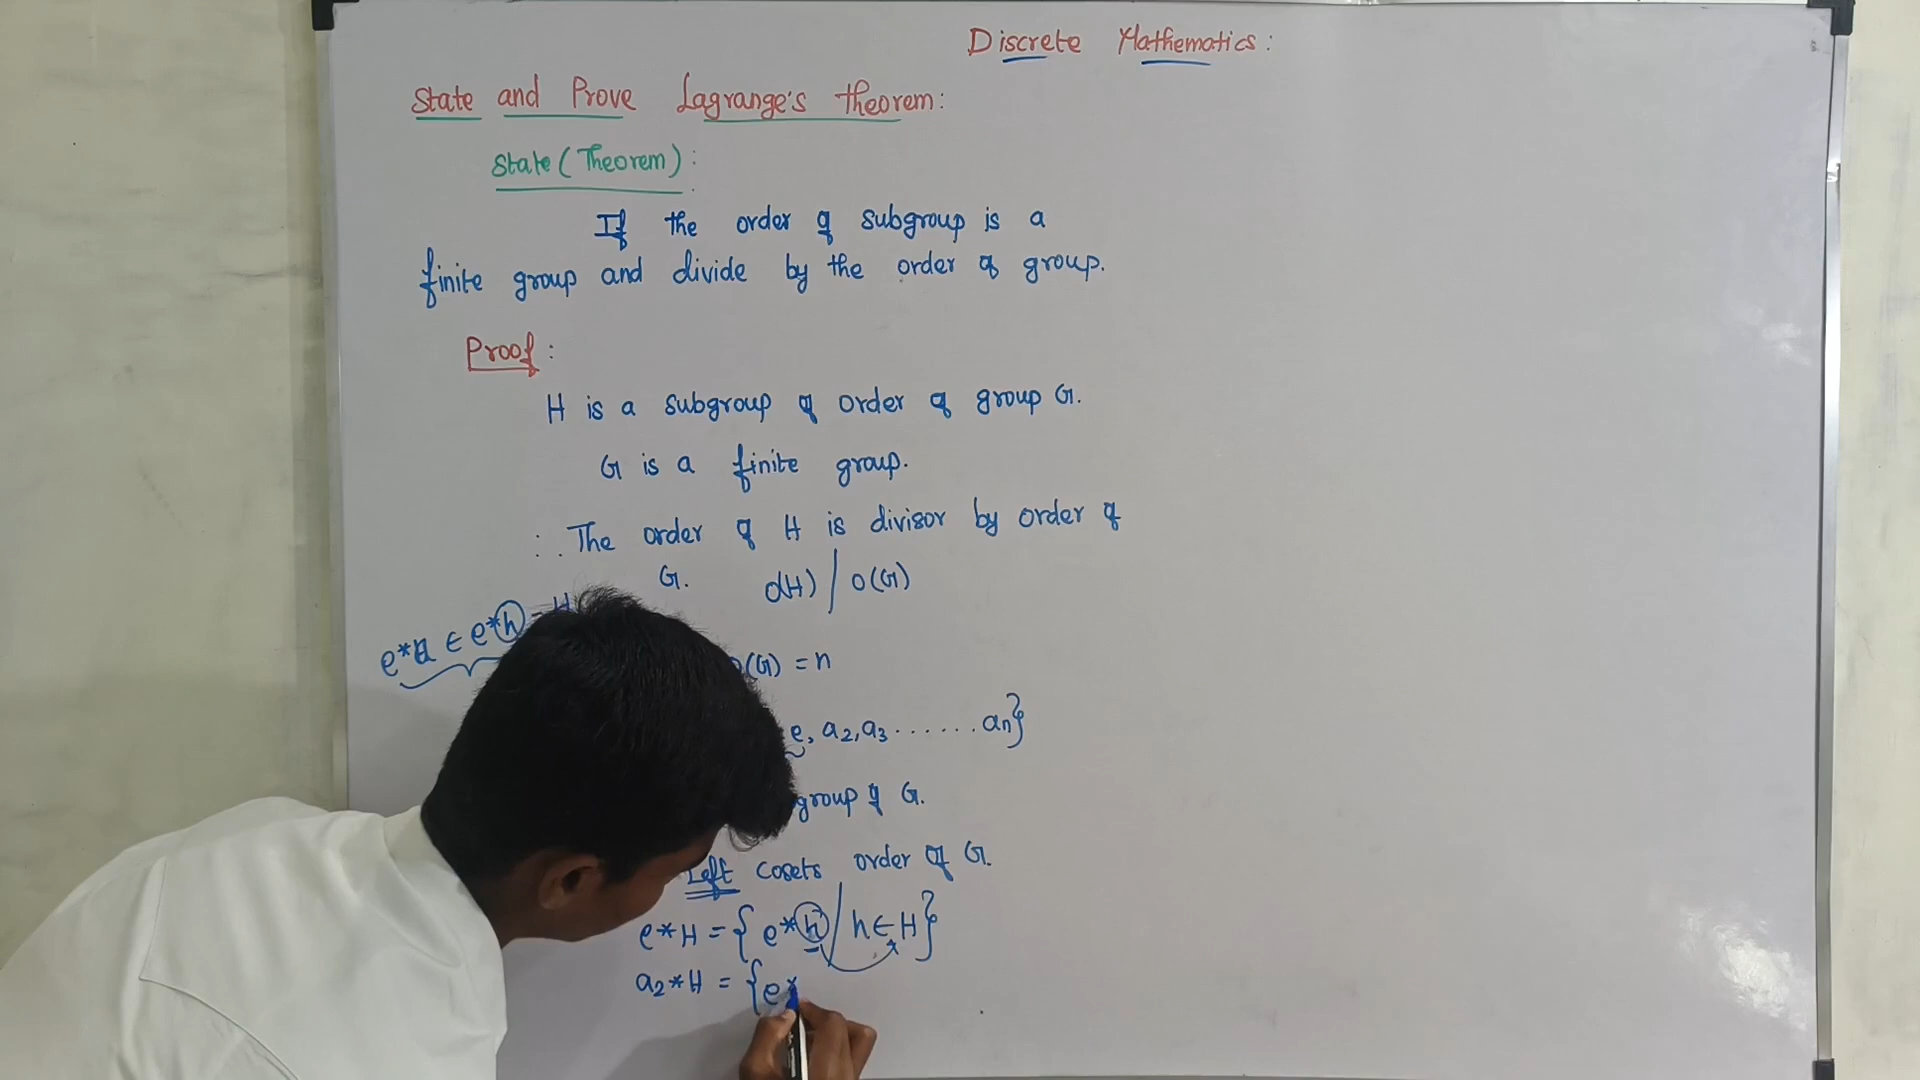 Discrete Mathematics:
State and Prove Lagrange's theorem:
State (Theorem):
If the order of subgroup is a
finite group and divide by the order of group.
Proof:
H is a subgroup of order of group G.
G is a finite group.
∴ The order of H is divisor by order of
G. O(H) / O(G)
e*a ∈ e*h = H
O(G) = n
e, a2, a3 ....... an}
group of G.
Left cosets order of G.
e*H = {e*h / h∈H}
a2*H = {e*